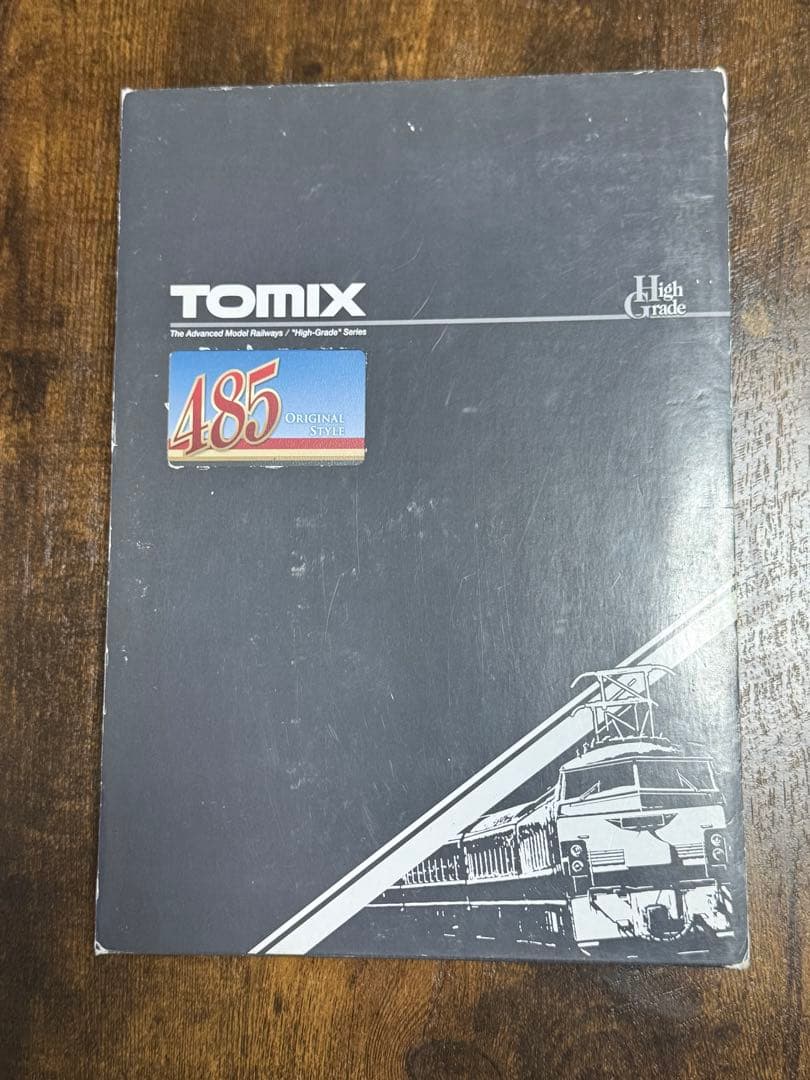 TOMIX
High
Grade
The Advanced Model Railways / "High-Grade" Series
485
ORIGINAL
STYLE